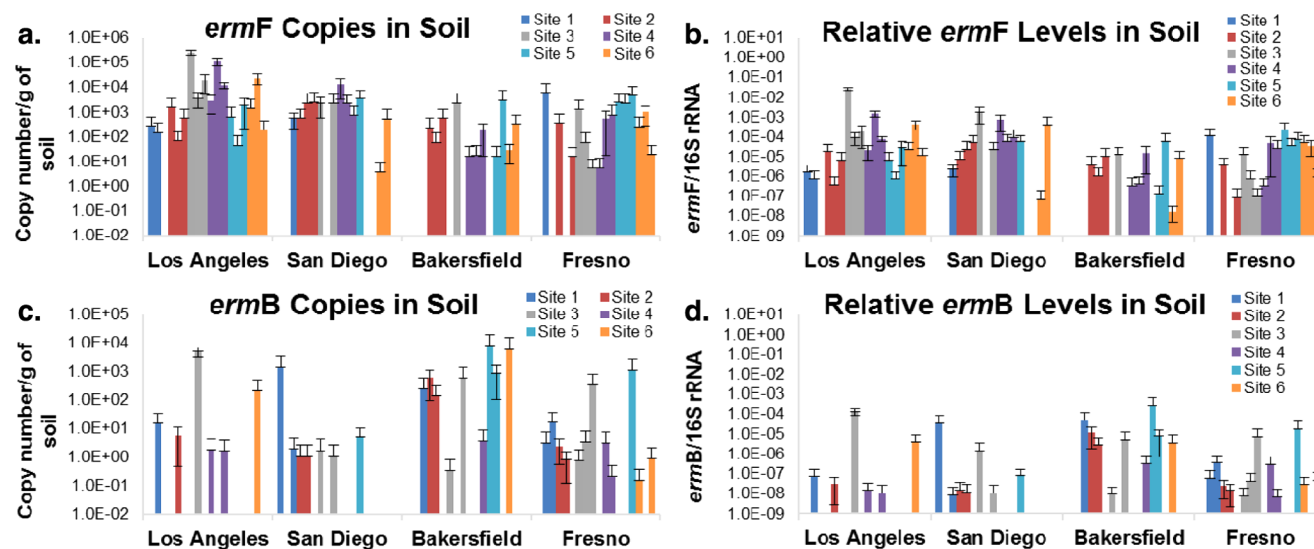 a.
ermF Copies in Soil
Site 1 Site 2
Site 3 Site 4
Site 5 Site 6
Copy number/g of
soil
1.0E+06
1.0E+05
1.0E+04
1.0E+03
1.0E+02
1.0E+01
1.0E+00
1.0E-01
1.0E-02
Los Angeles San Diego Bakersfield Fresno
b.
Relative ermF Levels in Soil
Site 1
Site 2
Site 3
Site 4
Site 5
Site 6
ermF/16S rRNA
1.0E+01
1.0E+00
1.0E-01
1.0E-02
1.0E-03
1.0E-04
1.0E-05
1.0E-06
1.0E-07
1.0E-08
1.0E 09
Los Angeles San Diego Bakersfield Fresno
c.
ermB Copies in Soil
Site 1 Site 2
Site 3 Site 4
Site 5 Site 6
Copy number/g of
soil
1.0E+05
1.0E+04
1.0E+03
1.0E+02
1.0E+01
1.0E+00
1.0E-01
1.0E-02
Los Angeles San Diego Bakersfield Fresno
d.
Relative ermB Levels in Soil
Site 1
Site 2
Site 3
Site 4
Site 5
Site 6
ermB/16S rRNA
1.0E+01
1.0E+00
1.0E-01
1.0E-02
1.0E-03
1.0E-04
1.0E-05
1.0E-06
1.0E-07
1.0E-08
1.0E-09
Los Angeles San Diego Bakersfield Fresno